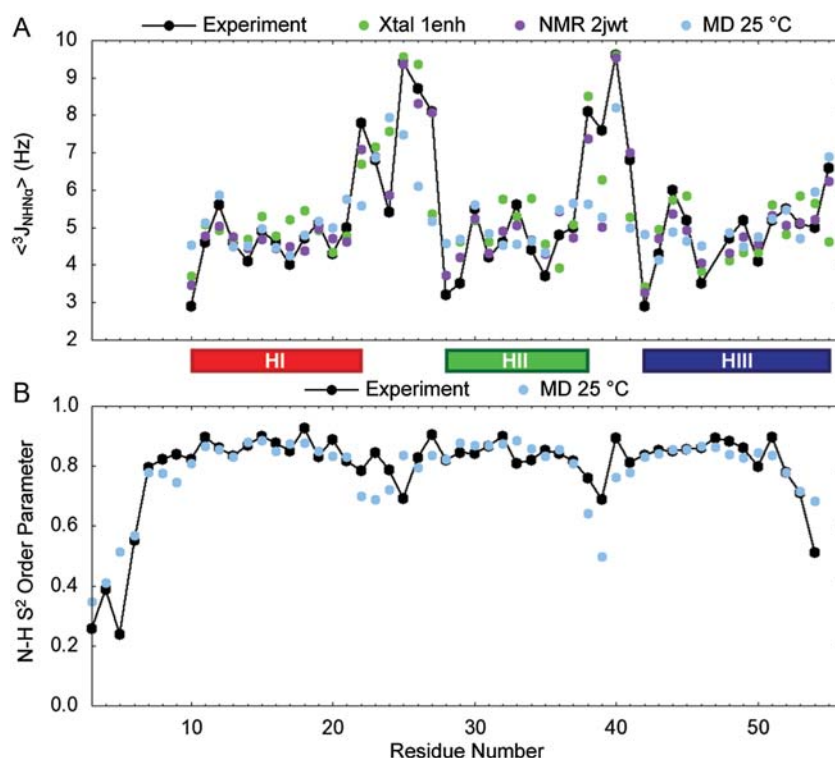 A
Experiment Xtal 1enh NMR 2jwt MD 25 °C
10
9
8
7
6
5
4
3
2
<³J_NHNα> (Hz)
HI HII HIII
B
Experiment MD 25 °C
1.0
0.8
0.6
0.4
0.2
0.0
N-H S² Order Parameter
10 20 30 40 50
Residue Number